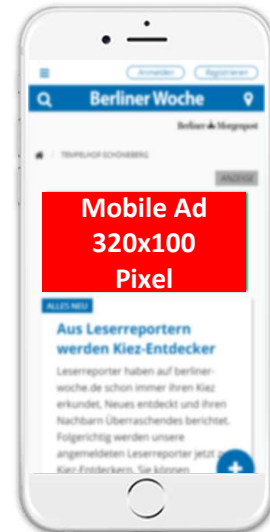 Anmelden Registrieren
Berliner Woche
Berliner Morgenpost
TEMPELHOF-SCHÖNEBERG
ANZEIGE
Mobile Ad
320x100
Pixel
ALLES NEU
Aus Leserreportern
werden Kiez-Entdecker
Leserreporter haben auf berliner-
woche.de schon immer ihren Kiez
erkundet, Neues entdeckt und ihren
Nachbarn Überraschendes berichtet.
Folgerichtig werden unsere
angemeldeten Leserreporter jetzt
Kiez-Entdeckern. Sie können